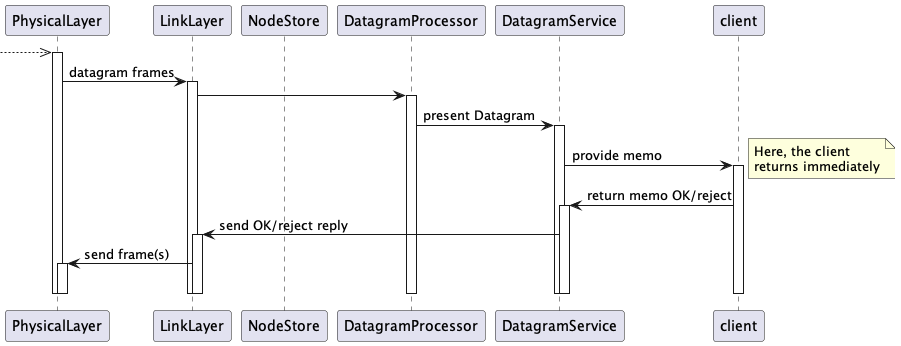 PhysicalLayer LinkLayer NodeStore DatagramProcessor DatagramService client
datagram frames
present Datagram
provide memo
Here, the client
returns immediately
return memo OK/reject
send OK/reject reply
send frame(s)
PhysicalLayer LinkLayer NodeStore DatagramProcessor DatagramService client